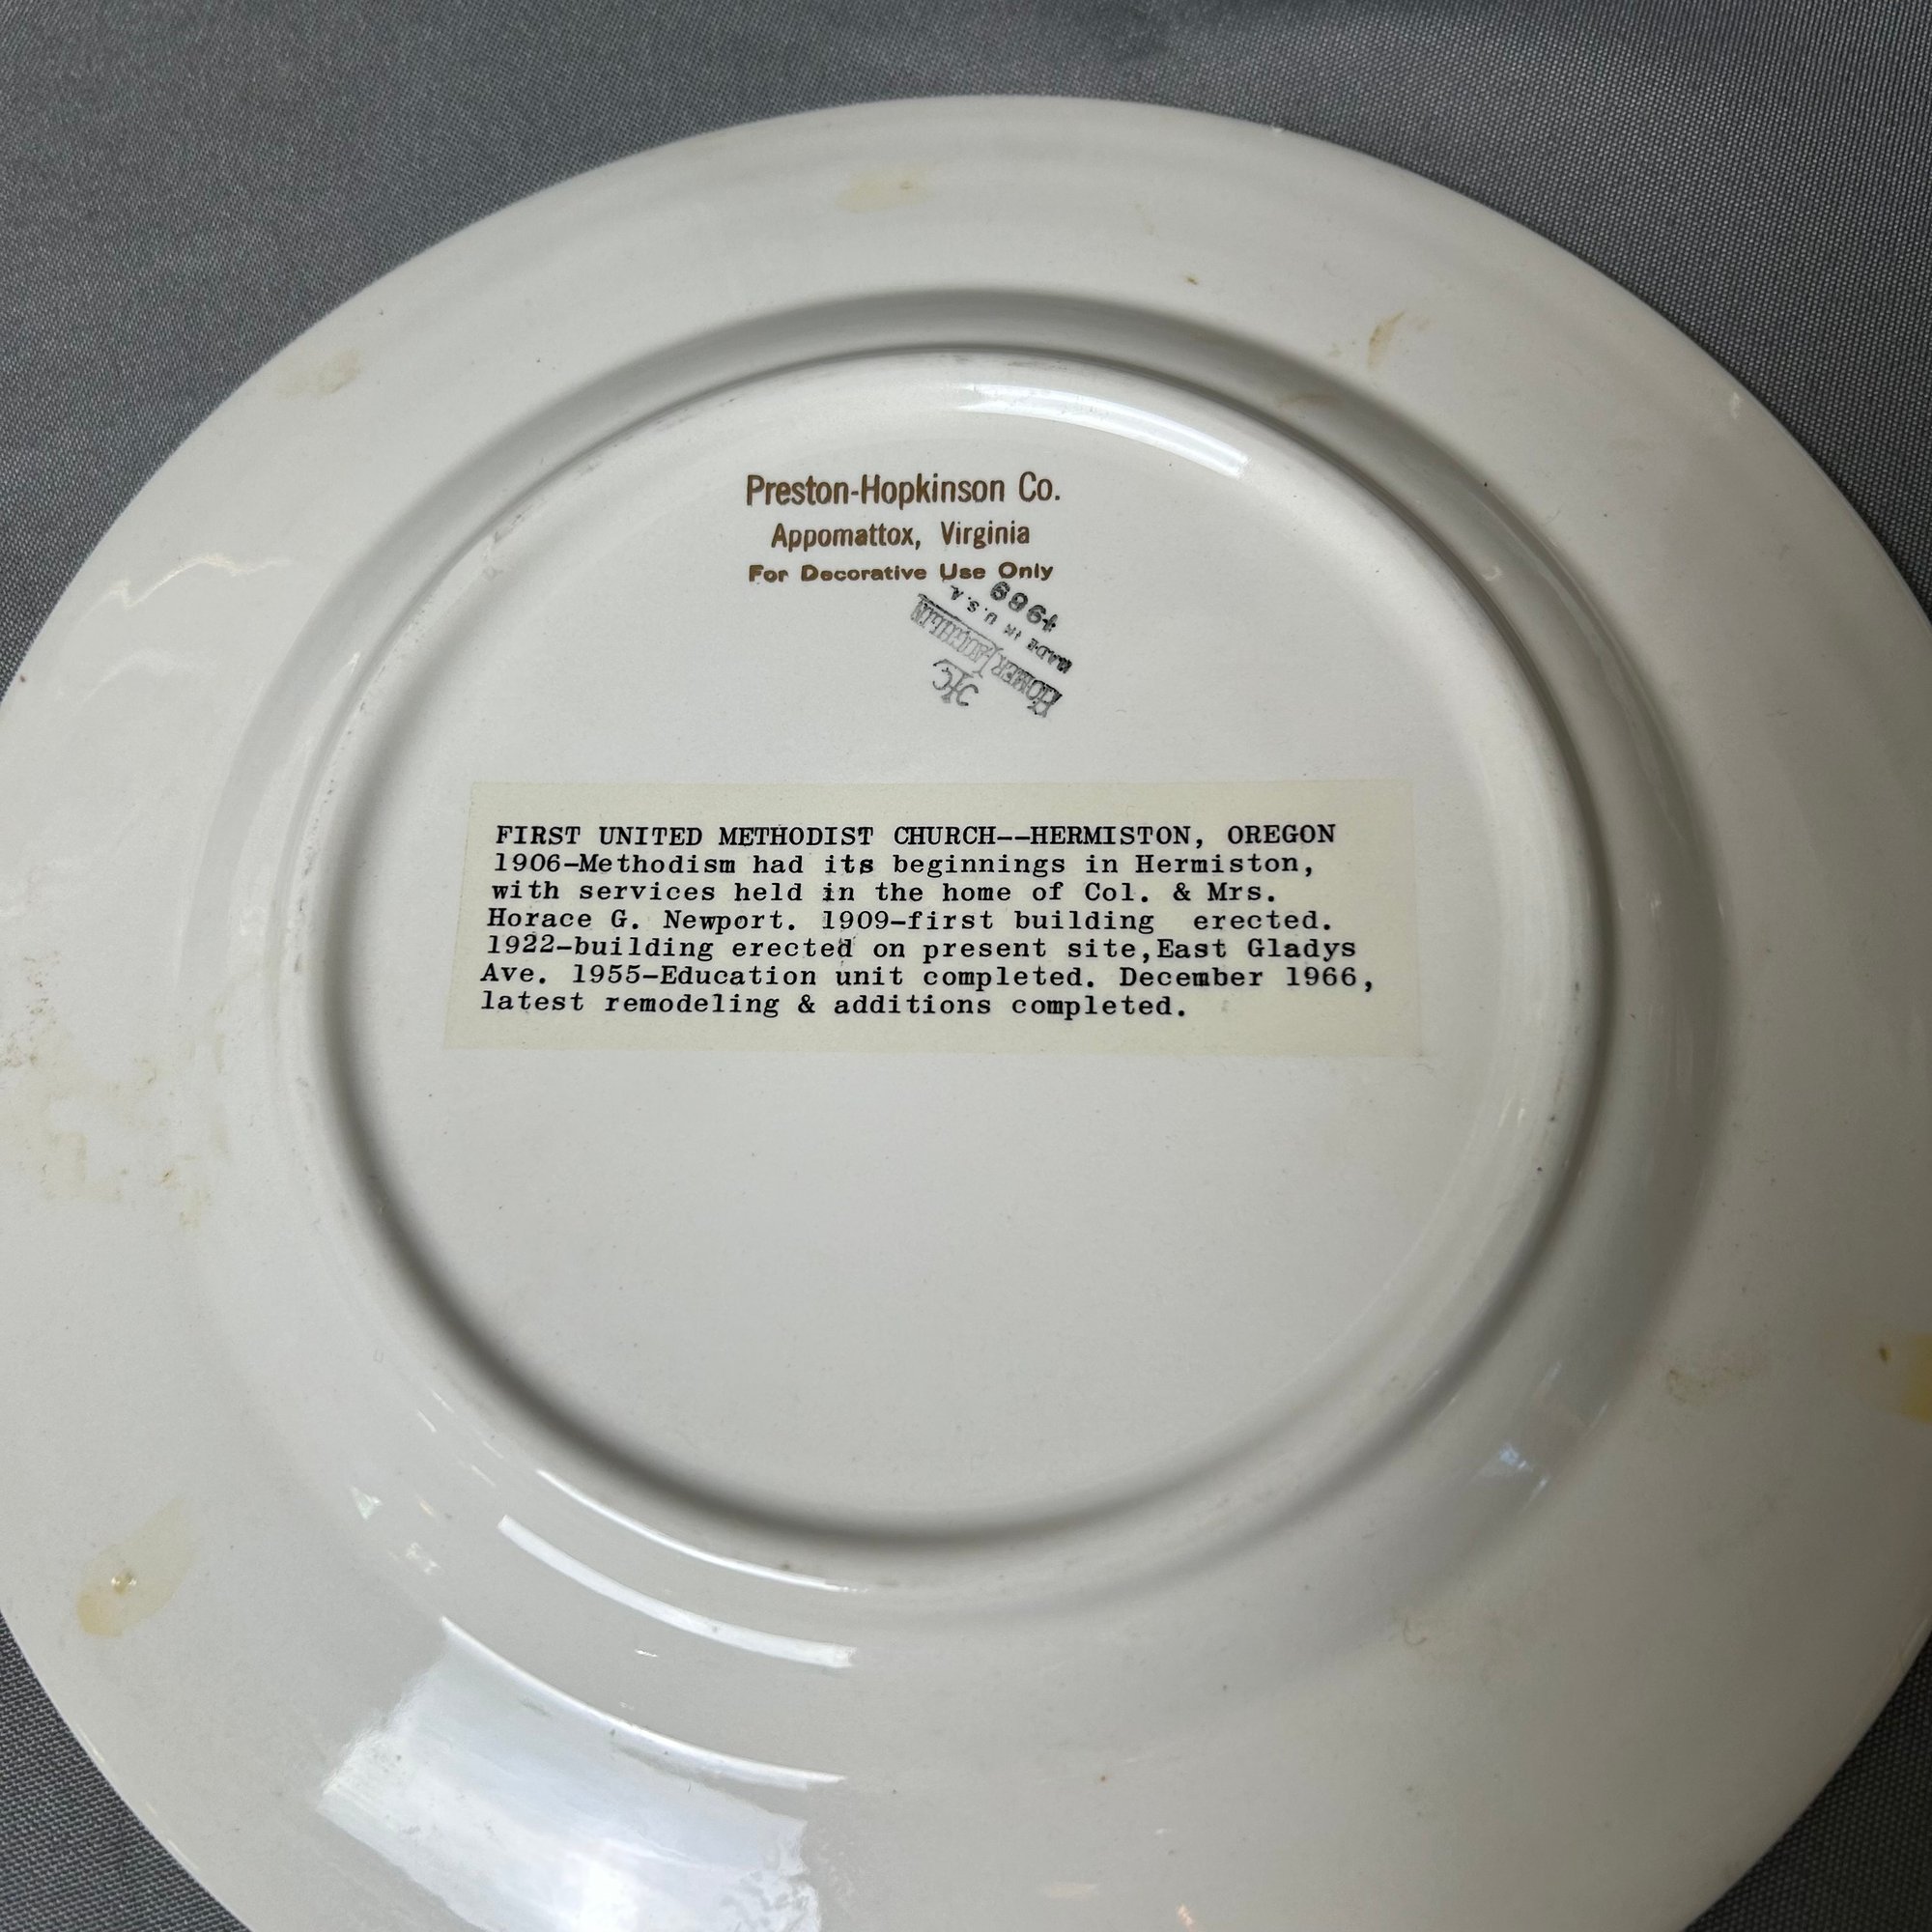 Preston-Hopkinson Co.
Appomattox, Virginia
For Decorative Use Only
HLC
HOMER LAUGHLIN
MADE IN U.S.A.
FIRST UNITED METHODIST CHURCH--HERMISTON, OREGON
1906-Methodism had its beginnings in Hermiston,
with services held in the home of Col. & Mrs.
Horace G. Newport. 1909-first building erected.
1922-building erected on present site,East Gladys
Ave. 1955-Education unit completed. December 1966,
latest remodeling & additions completed.